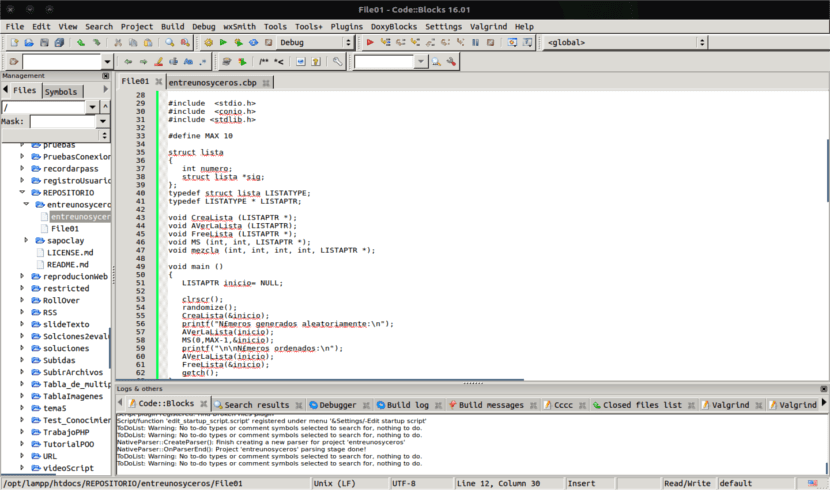 File01 - Code::Blocks 16.01
File Edit View Search Project Build Debug wxSmith Tools Tools+ Plugins DoxyBlocks Settings Valgrind Help
Debug
<global>
/** *<
Management
Files Symbols
/
Mask:
pruebas
PruebasConexion
recordarpass
registroUsuario
REPOSITORIO
entreunosyceros
entreunosyceros
File01
sapoclay
LICENSE.md
README.md
reproducionWeb
restricted
RollOver
RSS
slideTexto
Solciones2evalu
soluciones
Subidas
SubirArchivos
Tabla_de_multip
TablaImagenes
tema5
Test_Conocimien
TrabajoPHP
TutorialPOO
URL
videoScript
File01 entreunosyceros.cbp
28
29 #include <stdio.h>
30 #include <conio.h>
31 #include <stdlib.h>
32
33 #define MAX 10
34
35 struct lista
36 {
37 int numero;
38 struct lista *sig;
39 };
40 typedef struct lista LISTATYPE;
41 typedef LISTATYPE * LISTAPTR;
42
43 void CreaLista (LISTAPTR *);
44 void AVerLaLista (LISTAPTR);
45 void FreeLista (LISTAPTR *);
46 void MS (int, int, LISTAPTR *);
47 void mezcla (int, int, int, int, LISTAPTR *);
48
49 void main ()
50 {
51 LISTAPTR inicio= NULL;
52
53 clrscr();
54 randomize();
55 CreaLista(&inicio);
56 printf("Nímeros generados aleatoriamente:\n");
57 AVerLaLista(inicio);
58 MS(0,MAX-1,&inicio);
59 printf("\n\nNímeros ordenados:\n");
60 AVerLaLista(inicio);
61 FreeLista(&inicio);
62 getch();
Logs & others
Code::Blocks Search results Debugger Build log Build messages Cccc Closed files list Valgrind Valgrind
Script/function 'edit_startup_script.script' registered under menu '&Settings/-Edit startup script'
ToDoList: Warning: No to-do types or comment symbols selected to search for, nothing to do.
ToDoList: Warning: No to-do types or comment symbols selected to search for, nothing to do.
NativeParser::CreateParser(): Finish creating a new parser for project 'entreunosyceros'
NativeParser::OnParserEnd(): Project 'entreunosyceros' parsing stage done!
ToDoList: Warning: No to-do types or comment symbols selected to search for, nothing to do.
ToDoList: Warning: No to-do types or comment symbols selected to search for, nothing to do.
/opt/lampp/htdocs/REPOSITORIO/entreunosyceros/File01 Unix (LF) UTF-8 Line 12, Column 30 Insert Read/Write default